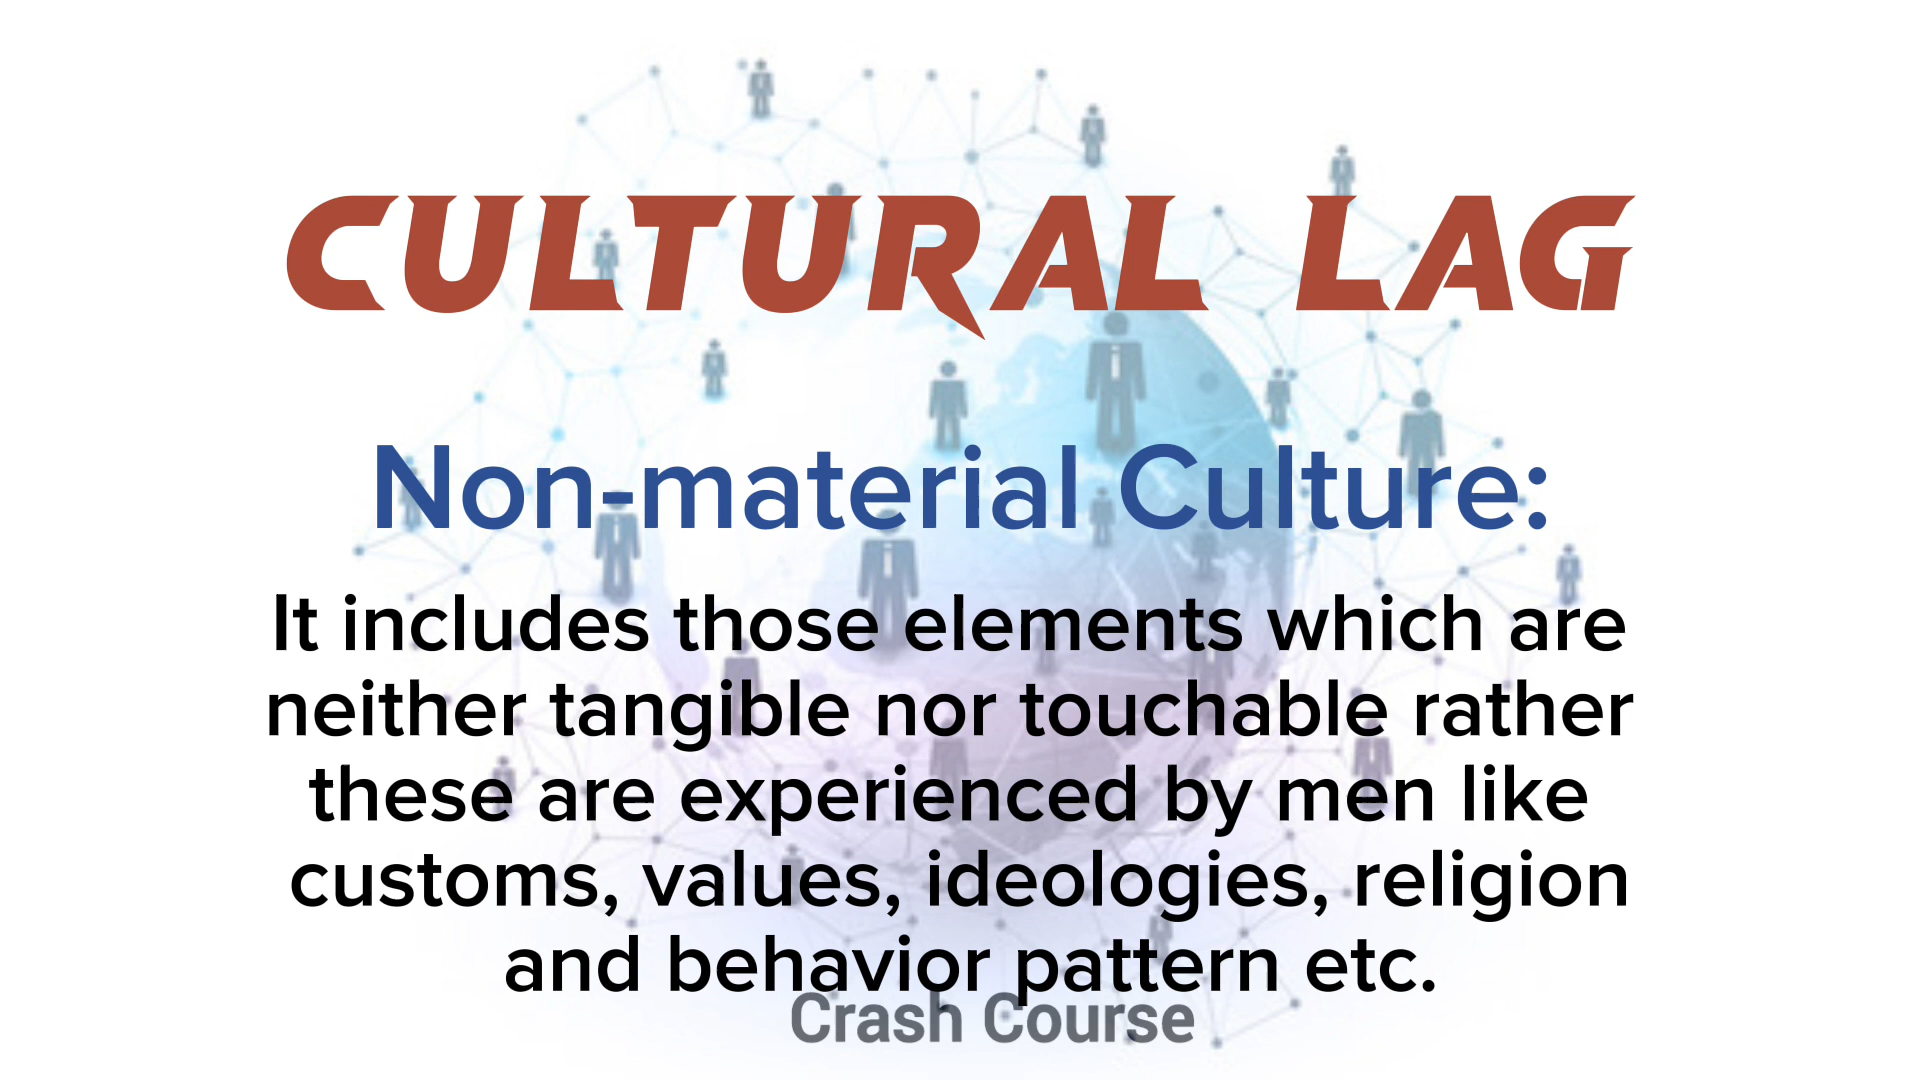 CULTURAL LAG
Non-material Culture:
It includes those elements which are
neither tangible nor touchable rather
these are experienced by men like
customs, values, ideologies, religion
and behavior pattern etc.
Crash Course